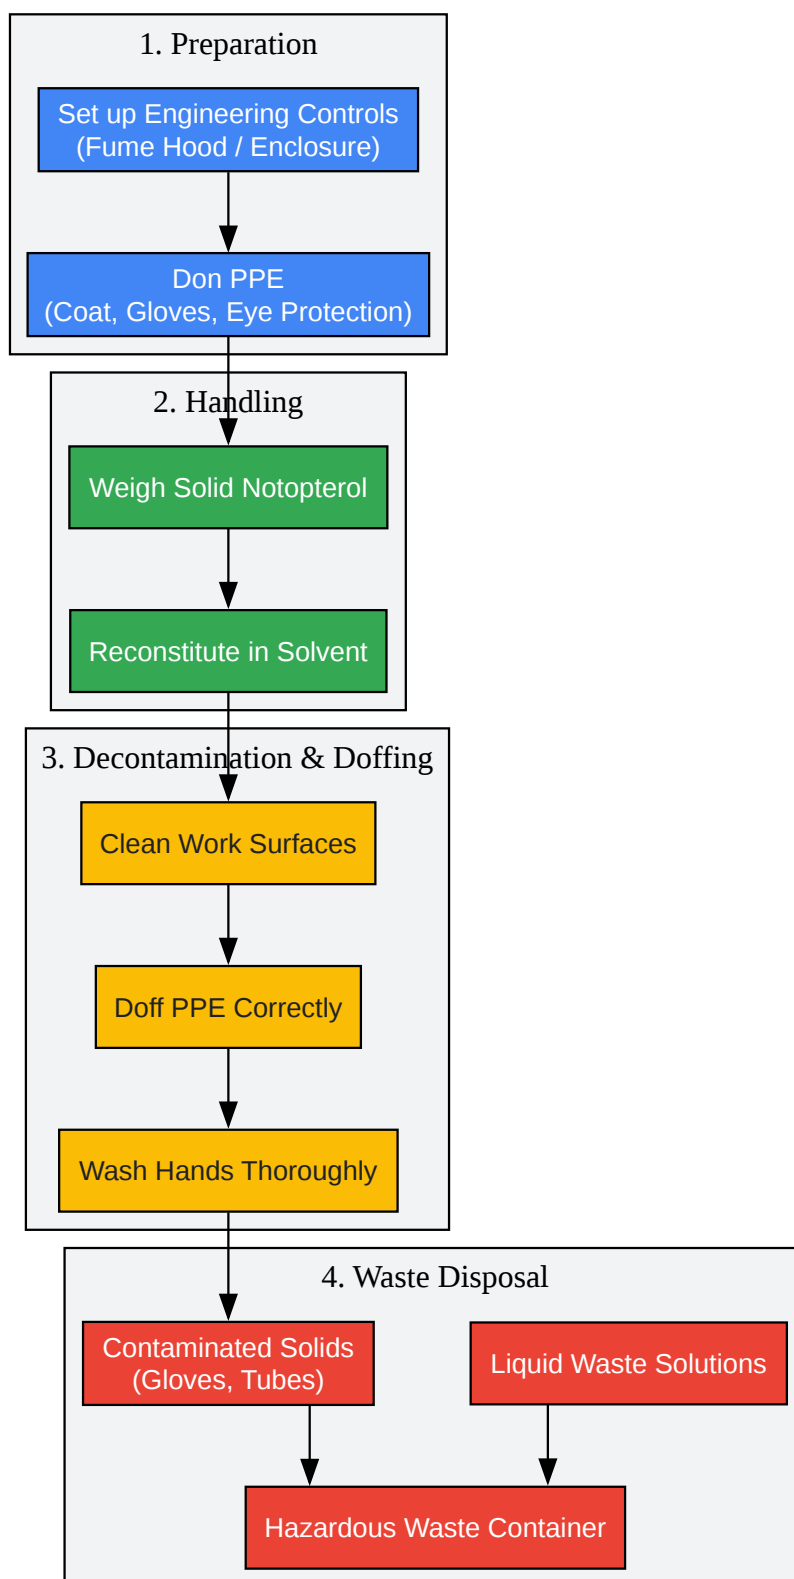 1. Preparation
Set up Engineering Controls
(Fume Hood / Enclosure)
Don PPE
(Coat, Gloves, Eye Protection)
2. Handling
Weigh Solid Notopterol
Reconstitute in Solvent
3. Decontamination & Doffing
Clean Work Surfaces
Doff PPE Correctly
Wash Hands Thoroughly
4. Waste Disposal
Contaminated Solids
(Gloves, Tubes)
Liquid Waste Solutions
Hazardous Waste Container